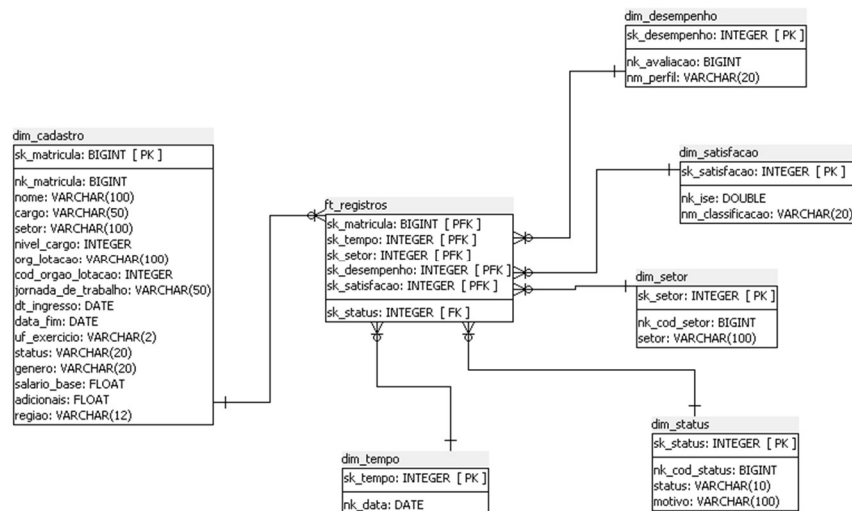 dim_desempenho
sk_desempenho: INTEGER [ PK ]
nk_avaliacao: BIGINT
nm_perfil: VARCHAR(20)
dim_cadastro
sk_matricula: BIGINT [ PK ]
nk_matricula: BIGINT
nome: VARCHAR(100)
cargo: VARCHAR(50)
setor: VARCHAR(100)
nivel_cargo: INTEGER
org_lotacao: VARCHAR(100)
cod_orgao_lotacao: INTEGER
jornada_de_trabalho: VARCHAR(50)
dt_ingresso: DATE
data_fim: DATE
uf_exercicio: VARCHAR(2)
status: VARCHAR(20)
genero: VARCHAR(20)
salario_base: FLOAT
adicionais: FLOAT
regiao: VARCHAR(12)
dim_satisfacao
sk_satisfacao: INTEGER [ PK ]
nk_ise: DOUBLE
nm_classificacao: VARCHAR(20)
ft_registros
sk_matricula: BIGINT [ PFK ]
sk_tempo: INTEGER [ PFK ]
sk_setor: INTEGER [ PFK ]
sk_desempenho: INTEGER [ PFK ]
sk_satisfacao: INTEGER [ PFK ]
sk_status: INTEGER [ FK ]
dim_setor
sk_setor: INTEGER [ PK ]
nk_cod_setor: BIGINT
setor: VARCHAR(100)
dim_tempo
sk_tempo: INTEGER [ PK ]
nk_data: DATE
dim_status
sk_status: INTEGER [ PK ]
nk_cod_status: BIGINT
status: VARCHAR(10)
motivo: VARCHAR(100)